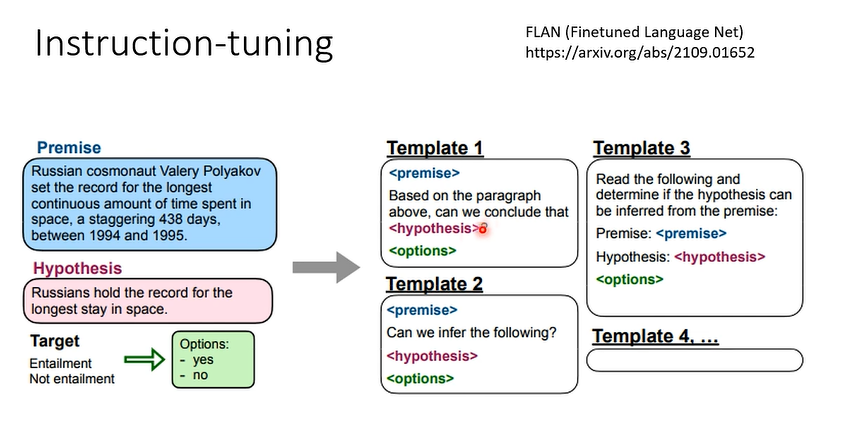 Instruction-tuning
FLAN (Finetuned Language Net)
https://arxiv.org/abs/2109.01652
Premise
Russian cosmonaut Valery Polyakov
set the record for the longest
continuous amount of time spent in
space, a staggering 438 days,
between 1994 and 1995.
Hypothesis
Russians hold the record for the
longest stay in space.
Target
Entailment
Not entailment
Options:
- yes
- no
Template 1
<premise>
Based on the paragraph
above, can we conclude that
<hypothesis>?
<options>
Template 2
<premise>
Can we infer the following?
<hypothesis>
<options>
Template 3
Read the following and
determine if the hypothesis can
be inferred from the premise:
Premise: <premise>
Hypothesis: <hypothesis>
<options>
Template 4, ...